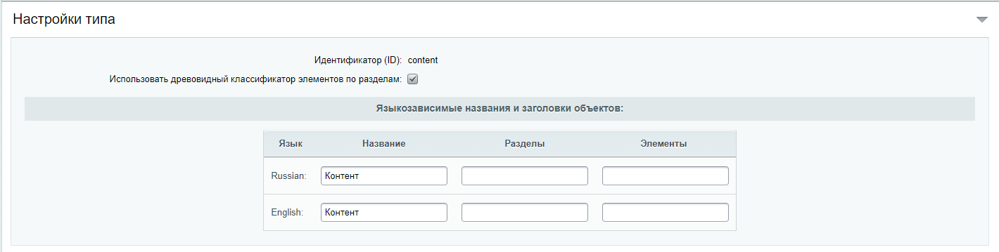 Настройки типа
Идентификатор (ID): content
Использовать древовидный классификатор элементов по разделам:
Языкозависимые названия и заголовки объектов:
Язык Название Разделы Элементы
Russian: Контент
English: Контент